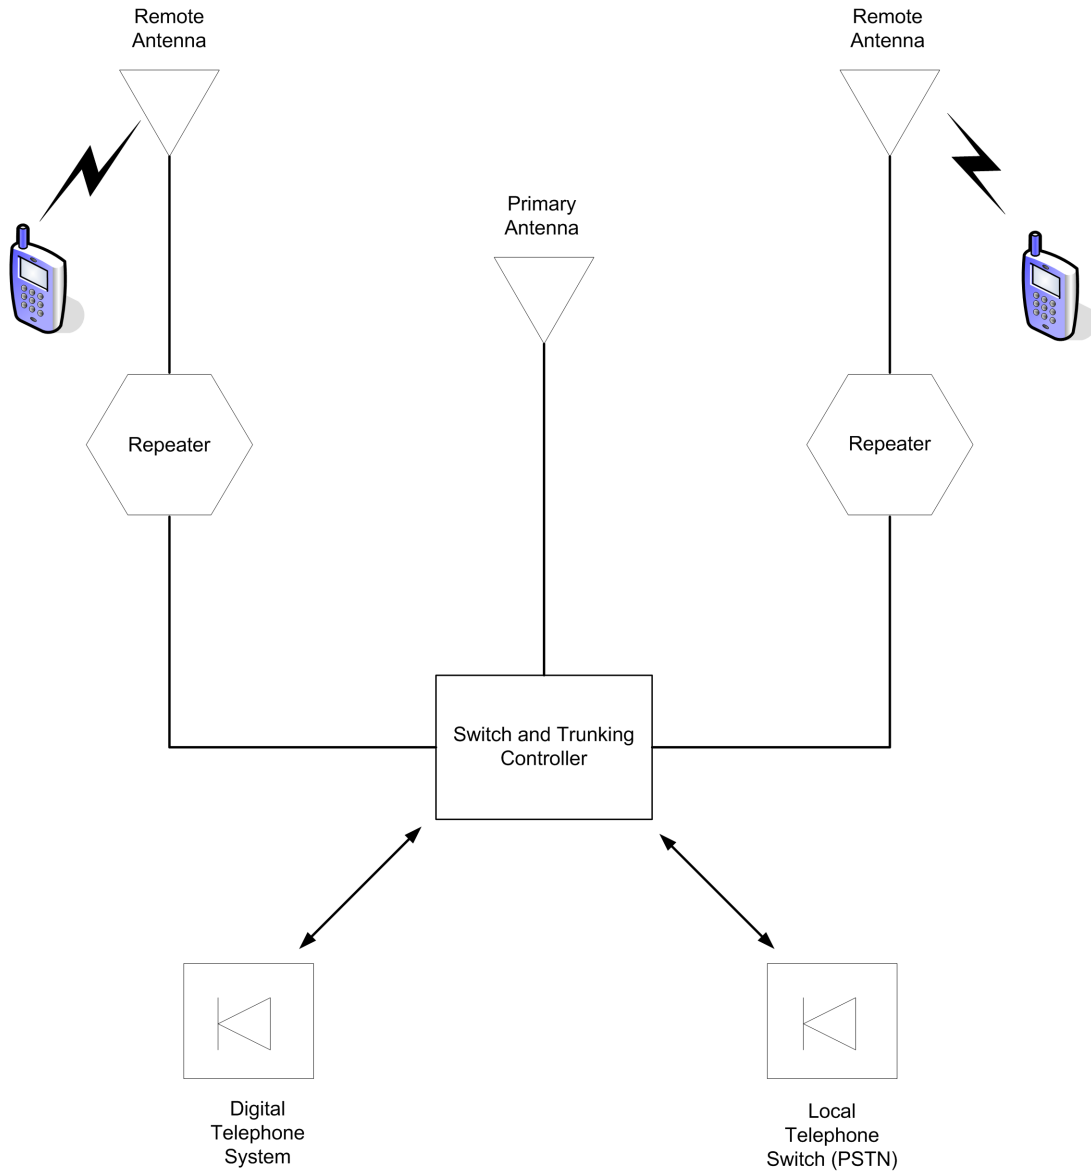 Remote
Antenna
Remote
Antenna
Primary
Antenna
Repeater
Repeater
Switch and Trunking
Controller
Digital
Telephone
System
Local
Telephone
Switch (PSTN)